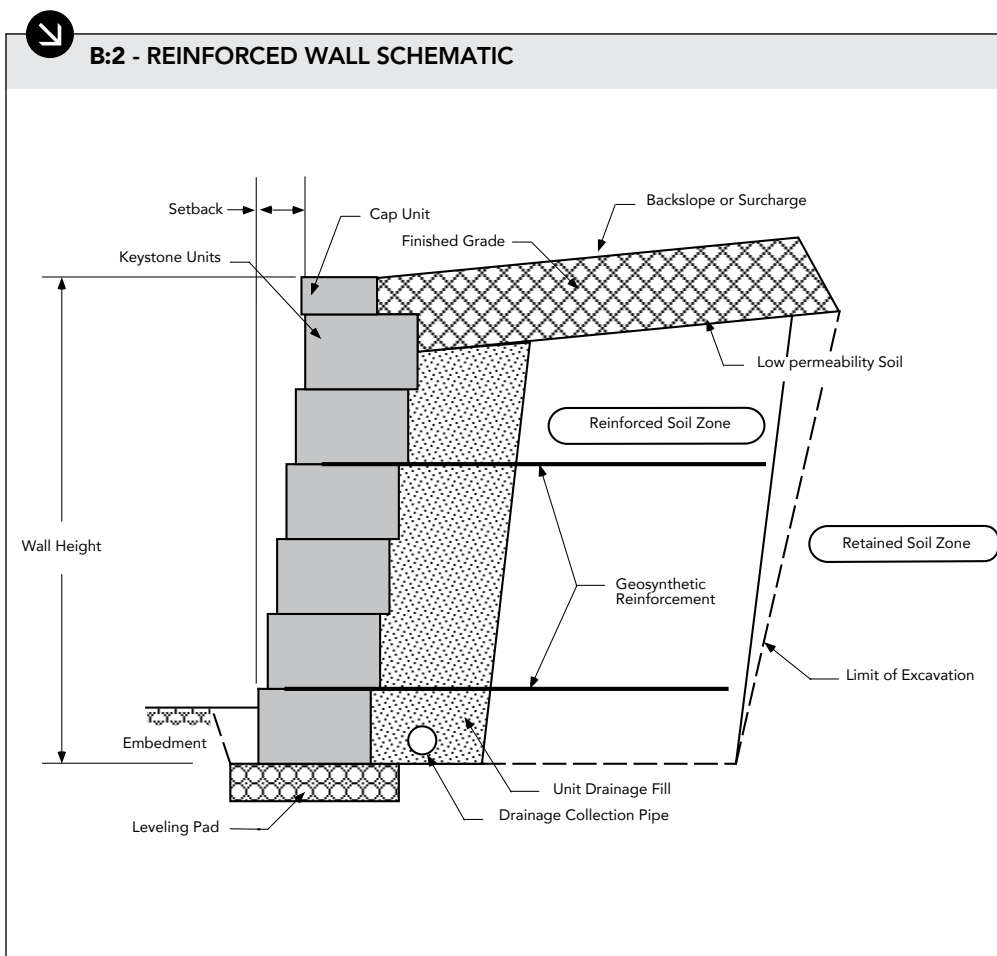 B:2 - REINFORCED WALL SCHEMATIC
Backslope or Surcharge
Setback
Cap Unit
Finished Grade
Keystone Units
Low permeability Soil
Reinforced Soil Zone
Wall Height
Retained Soil Zone
Geosynthetic
Reinforcement
Limit of Excavation
Embedment
Unit Drainage Fill
Drainage Collection Pipe
Leveling Pad